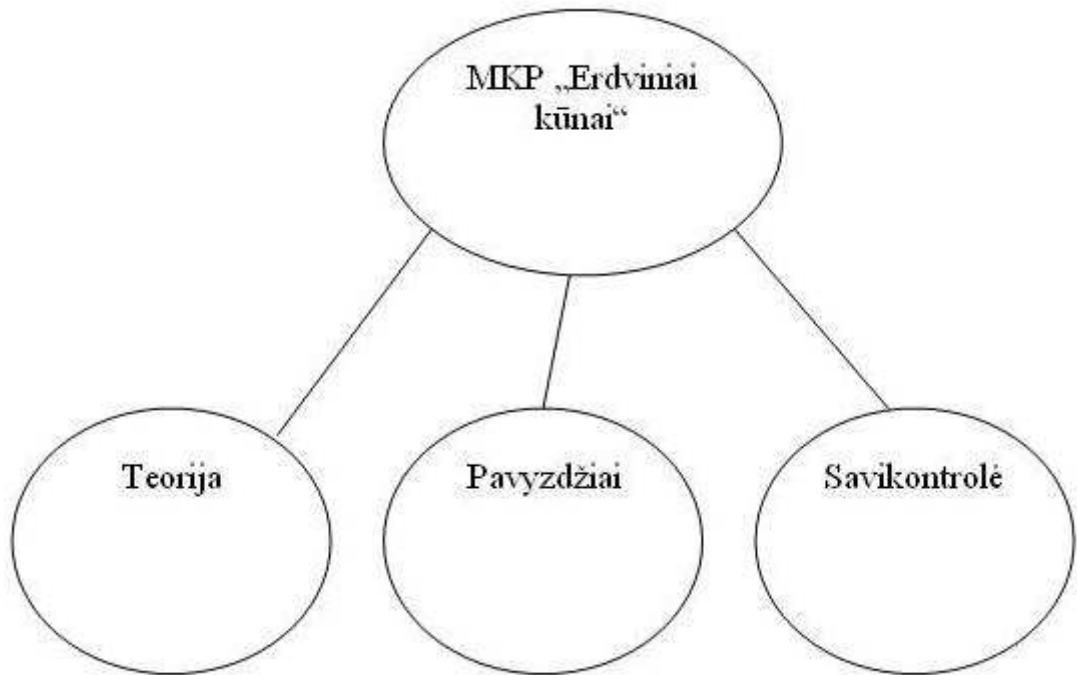 MKP „Erdviniai
kūnai“
Teorija
Pavyzdžiai
Savikontrolė